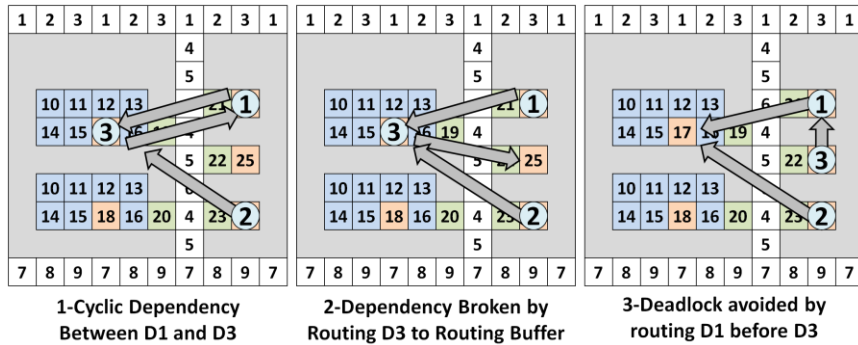 1 2 3 1 2 3 1 2 3 1
4
5
10 11 12 13 21 1
14 15 3 16 4
5 22 25
10 11 12 13
14 15 18 16 20 4 23 2
5
7 8 9 7 8 9 7 8 9 7
1-Cyclic Dependency
Between D1 and D3
1 2 3 1 2 3 1 2 3 1
4
5
10 11 12 13 21 1
14 15 3 16 19 4
5 25
10 11 12 13
14 15 18 16 20 4 23 2
5
7 8 9 7 8 9 7 8 9 7
2-Dependency Broken by
Routing D3 to Routing Buffer
1 2 3 1 2 3 1 2 3 1
4
5
10 11 12 13 6 1
14 15 17 19 4
5 22 3
10 11 12 13
14 15 18 16 20 4 23 2
5
7 8 9 7 8 9 7 8 9 7
3-Deadlock avoided by
routing D1 before D3